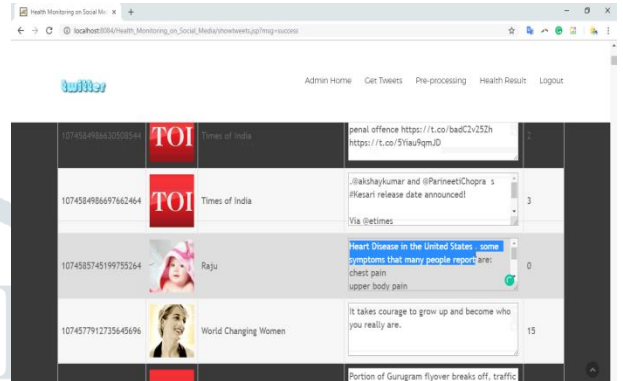 Health Monitoring on Social Me
localhost:8084/Health_Monitoring_on_Social_Media/showtweets.jsp?msg=success
twitter
Admin Home Get Tweets Pre-processing Health Result Logout
1074584986630508544 TOI Times of India
penal offence https://t.co/badC2v25Zh
https://t.co/5Yiau9qmJD
1074584986697662464 TOI Times of India
.@akshaykumar and @ParineetiChopra s
#Kesari release date announced!
Via @etimes
3
1074585745199755264 Raju
Heart Disease in the United States . some
symptoms that many people report are:
chest pain
upper body pain
0
1074577912735645696 World Changing Women
It takes courage to grow up and become who
you really are.
15
Portion of Gurugram flyover breaks off, traffic